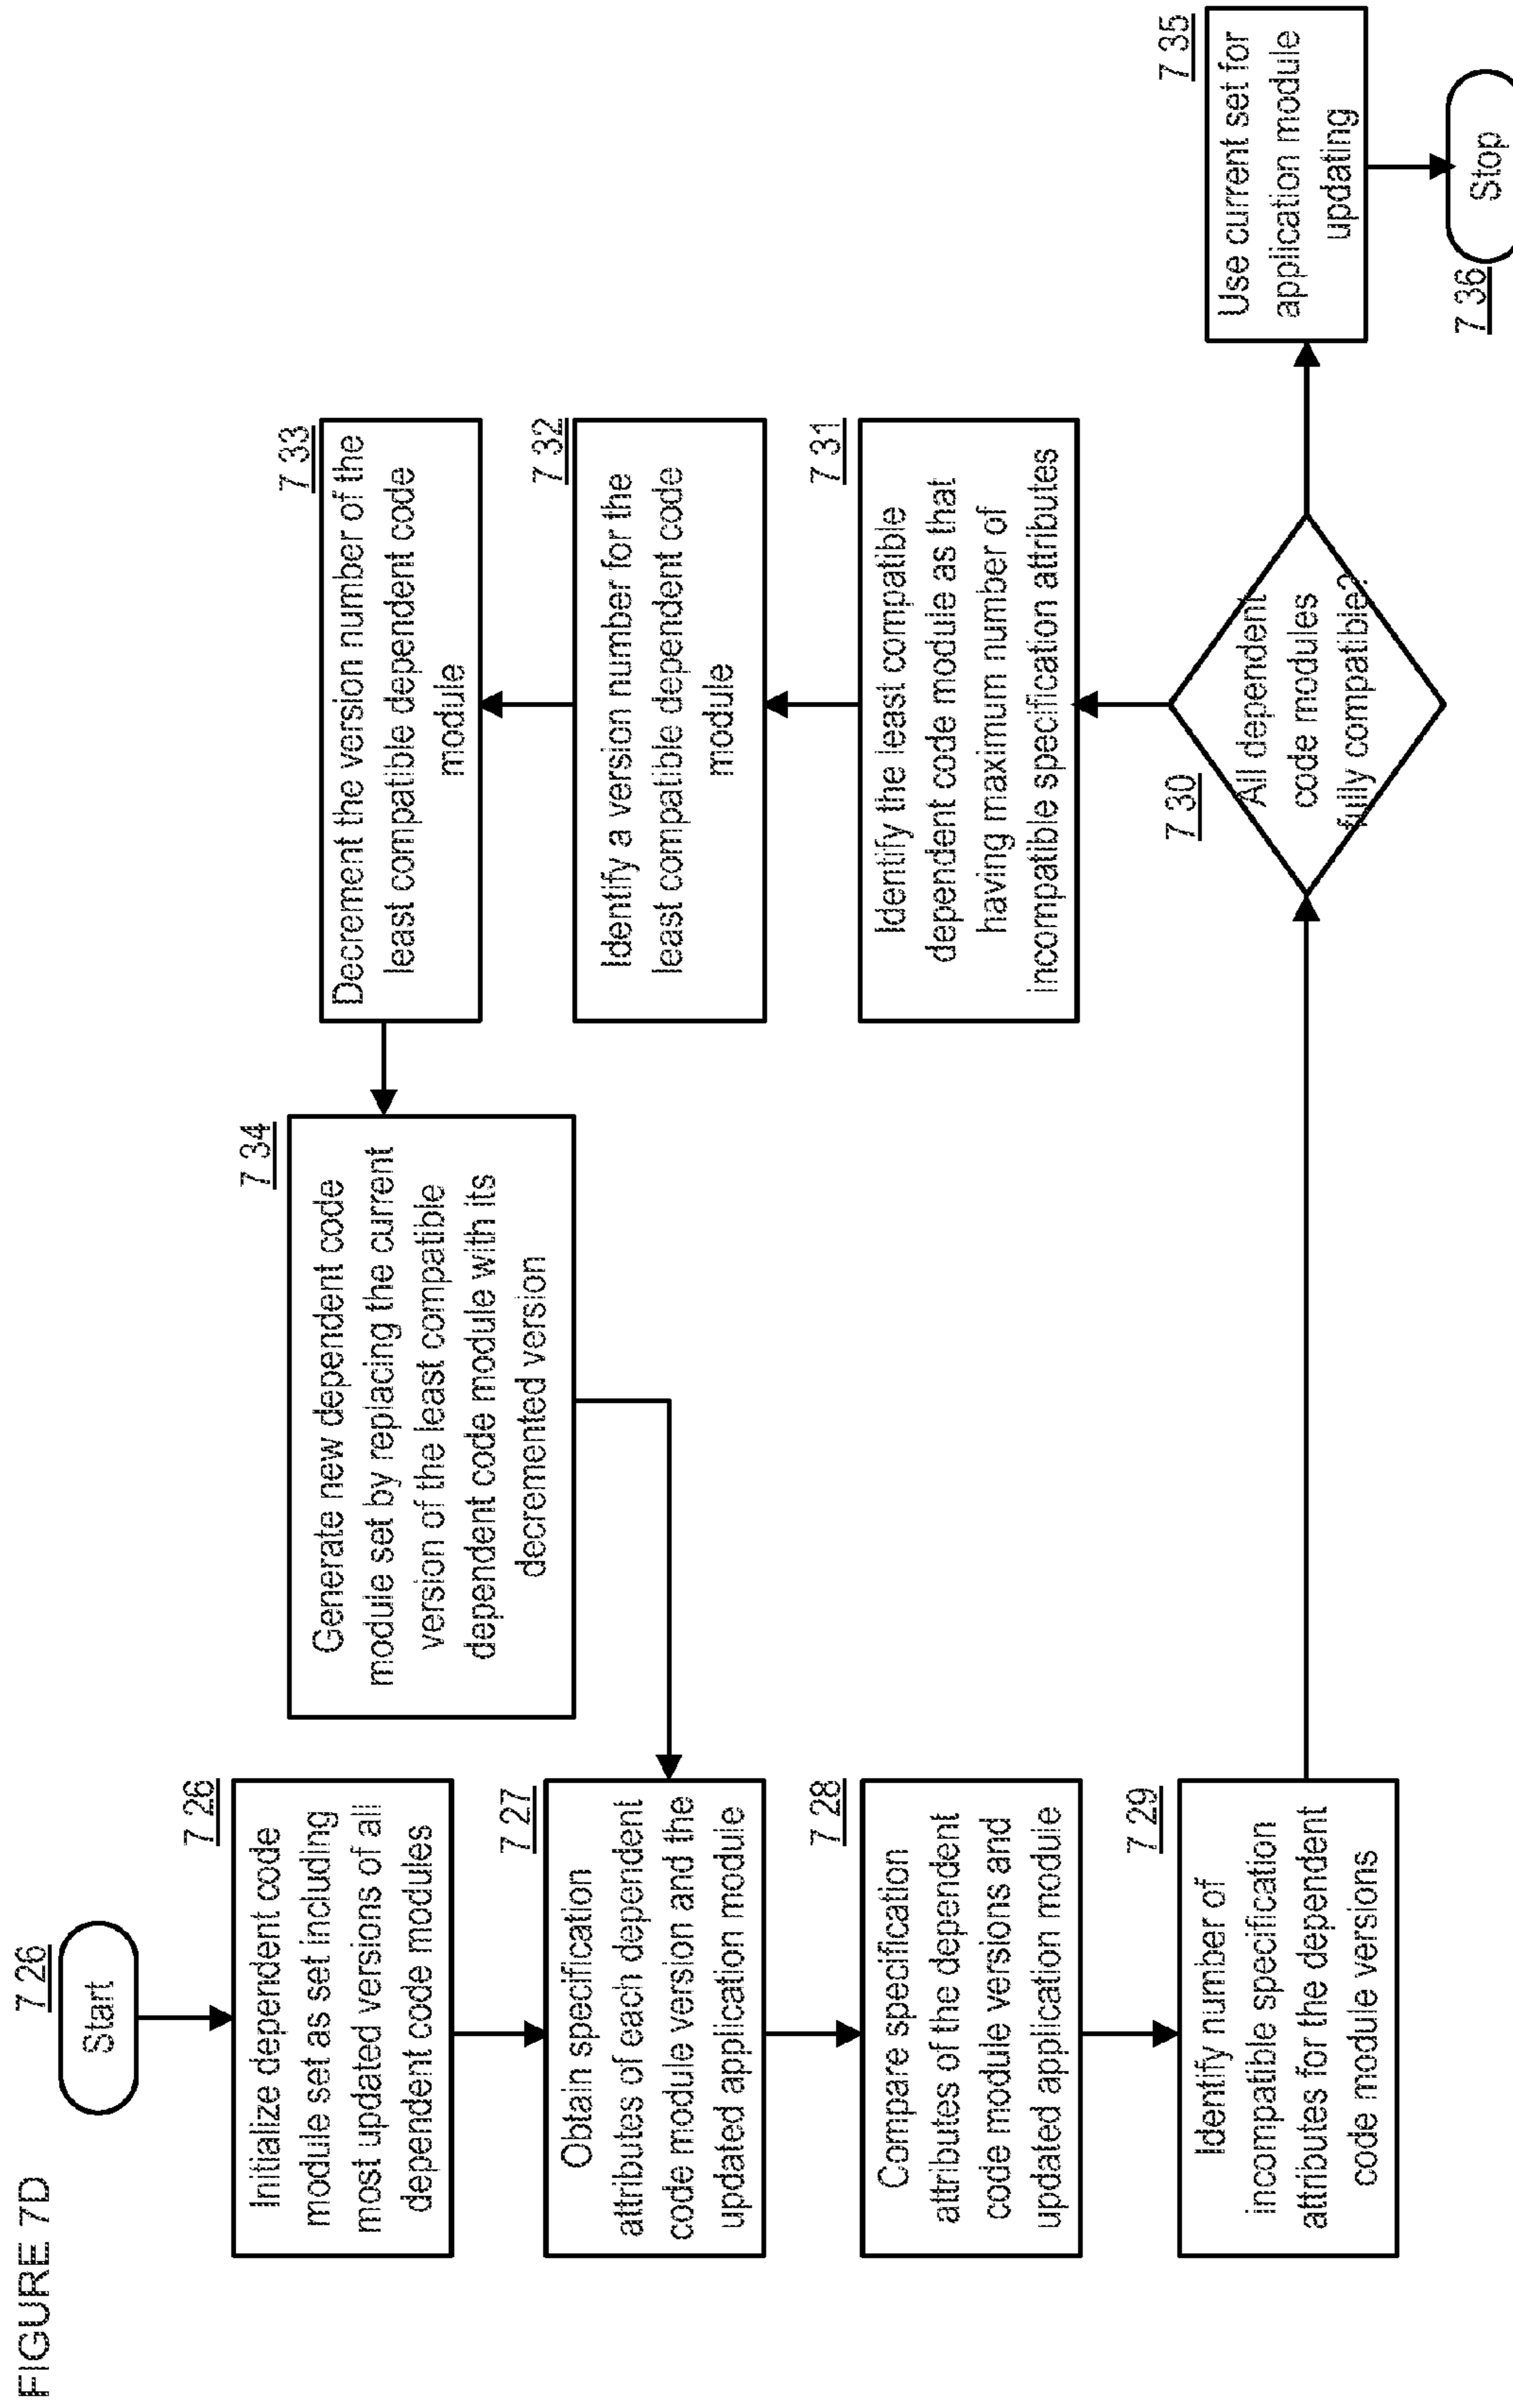 FIGURE 7D
7 26
Start
7 26
Initialize dependent code
module set as set including
most updated versions of all
dependent code modules
7 27
Obtain specification
attributes of each dependent
code module version and the
updated application module
7 28
Compare specification
attributes of the dependent
code module versions and
updated application module
7 29
Identify number of
incompatible specification
attributes for the dependent
code module versions
7 30
All dependent
code modules
fully compatible?
7 31
Identify the least compatible
dependent code module as that
having maximum number of
incompatible specification attributes
7 32
Identify a version number for the
least compatible dependent code
module
7 33
Decrement the version number of the
least compatible dependent code
module
7 34
Generate new dependent code
module set by replacing the current
version of the least compatible
dependent code module with its
decremented version
7 35
Use current set for
application module
updating
7 36
Stop